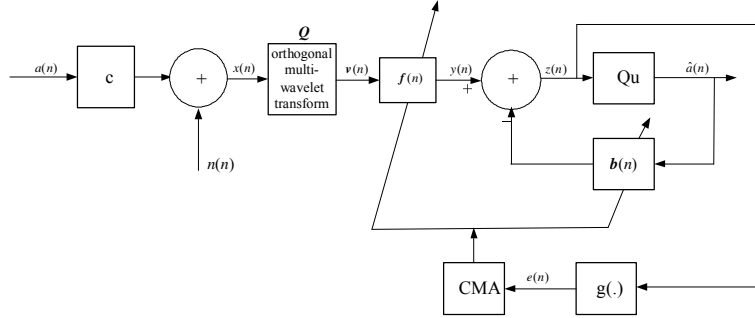 Q
a(n)
c
+
x(n)
orthogonal
multi-
wavelet
transform
v(n)
f(n)
y(n)
+
+
−
z(n)
Qu
â(n)
n(n)
b(n)
CMA
e(n)
g(.)